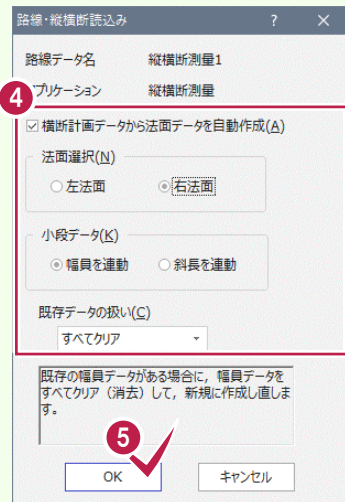 路線・縦横断読込み ? ×
路線データ名 縦横断測量1
プリケーション 縦横断測量
4
横断計画データから法面データを自動作成(A)
法面選択(N)
左法面 右法面
小段データ(K)
幅員を連動 斜長を連動
既存データの扱い(C)
すべてクリア
既存の幅員データがある場合に，幅員データを
すべてクリア（消去）して，新規に作成し直しま
す。
5
OK キャンセル